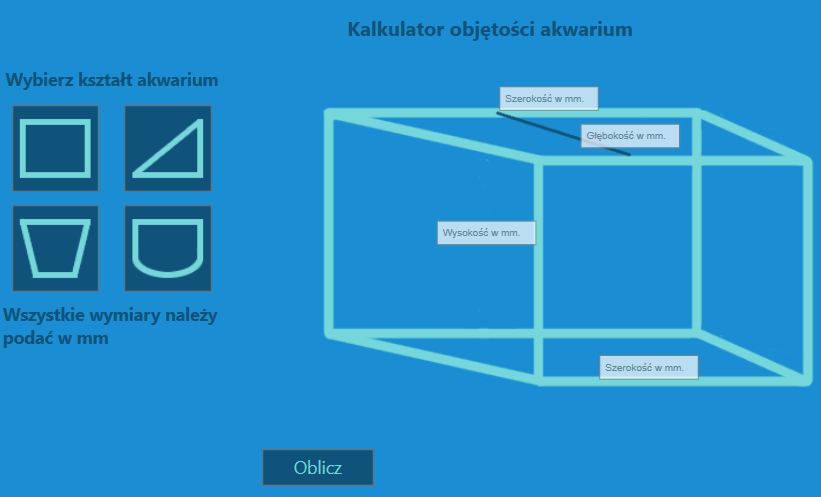 Kalkulator objętości akwarium
Wybierz kształt akwarium
Szerokość w mm.
Głębokość w mm.
Wysokość w mm.
Wszystkie wymiary należy
podać w mm
Szerokość w mm.
Oblicz